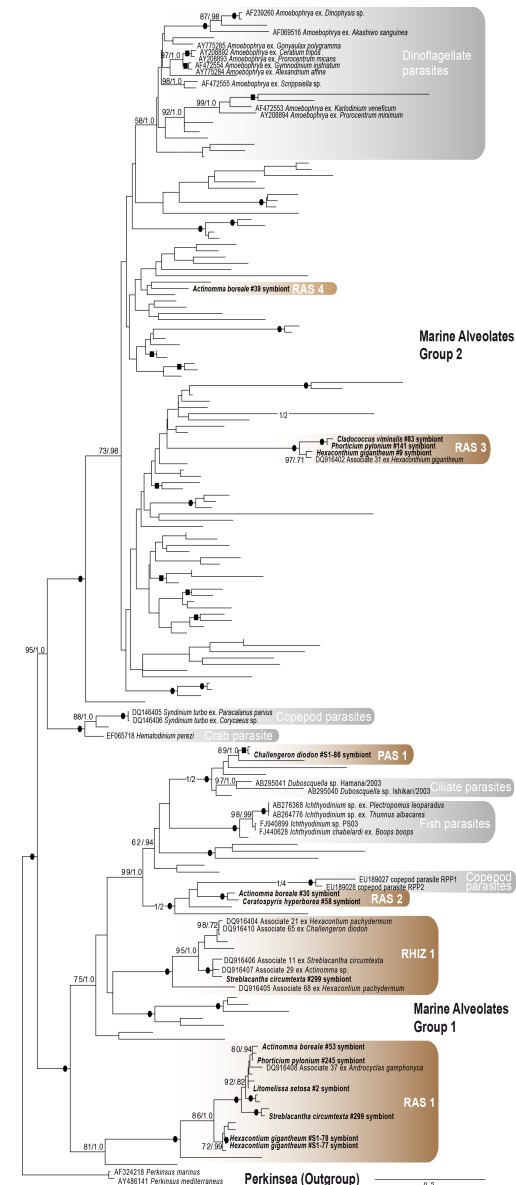 87/.98
AF239260 Amoebophrya ex. Dinophysis sp.
AF069516 Amoebophrya ex. Akashiwo sanguinea
AY775285 Amoebophrya ex. Gonyaulax polygramma
AY208892 Amoebophrya ex. Ceratium tripos
97/1.0
AY208893 Amoebophrya ex. Prorocentrum micans
AF472554 Amoebophrya ex. Gymnodinium instriatum
AY775284 Amoebophrya ex. Alexandrum affine
98/1.0
AF472555 Amoebophrya ex. Scrippsiella sp.
Dinoflagellate
parasites
99/1.0
92/1.0
AF472553 Amoebophrya ex. Karlodinium veneficum
AY208894 Amoebophrya ex. Prorocentrum minimum
58/1.0
Actinomma boreale #39 symbiont RAS 4
Marine Alveolates
Group 2
1/2
Cladococcus viminalis #83 symbiont
Phorticium pylonium #141 symbiont
Hexaconthium gigantheum #9 symbiont
97/.71
DQ916402 Associate 31 ex Hexaconthium gigantheum
RAS 3
73/.98
95/1.0
88/1.0
DQ146405 Syndinium turbo ex. Paracalanus parvus
DQ146406 Syndinium turbo ex. Corycaeus sp.
Copepod parasites
EF065718 Hematodinium perezi
Crab parasite
89/1.0
Challengeron diodon #S1-86 symbiont
PAS 1
1/2
97/1.0
AB295041 Duboscquella sp. Hamana/2003
AB295040 Duboscquella sp. Ishikari/2003
Ciliate parasites
AB276368 Ichthyodinium sp. ex. Plectropomus leoparadus
AB264776 Ichthyodinium sp. ex. Thunnus albacares
98/.99
FJ940899 Ichthyodinium sp. PS03
FJ440628 Ichthyodinium chabelardi ex. Boops boops
Fish parasites
62/.94
99/1.0
1/4
EU189027 copepod parasite RPP1
EU189028 copepod parasite RPP2
Copepod
parasites
Actinomma boreale #30 symbiont
Ceratospyris hyperborea #58 symbiont
RAS 2
1/2
98/.72
DQ916404 Associate 21 ex Hexacontium pachydermum
DQ916410 Associate 65 ex Challengeron diodon
95/1.0
DQ916406 Associate 11 ex Streblacantha circumtexta
DQ916407 Associate 29 ex Actinomma sp.
Streblacantha circumtexta #299 symbiont
DQ916405 Associate 68 ex Hexacontium pachydermum
RHIZ 1
75/1.0
Marine Alveolates
Group 1
80/.94
Actinomma boreale #53 symbiont
Phorticium pylonium #245 symbiont
DQ916408 Associate 37 ex Androcyclas gamphonyca
92/.82
Litomelissa setosa #2 symbiont
RAS 1
86/1.0
Streblacantha circumtexta #299 symbiont
Hexacontium gigantheum #S1-78 symbiont
72/.99
Hexacontium gigantheum #S1-77 symbiont
81/1.0
AF324218 Perkinsus marinus
AY486141 Perkinsus mediterraneus
Perkinsea (Outgroup)